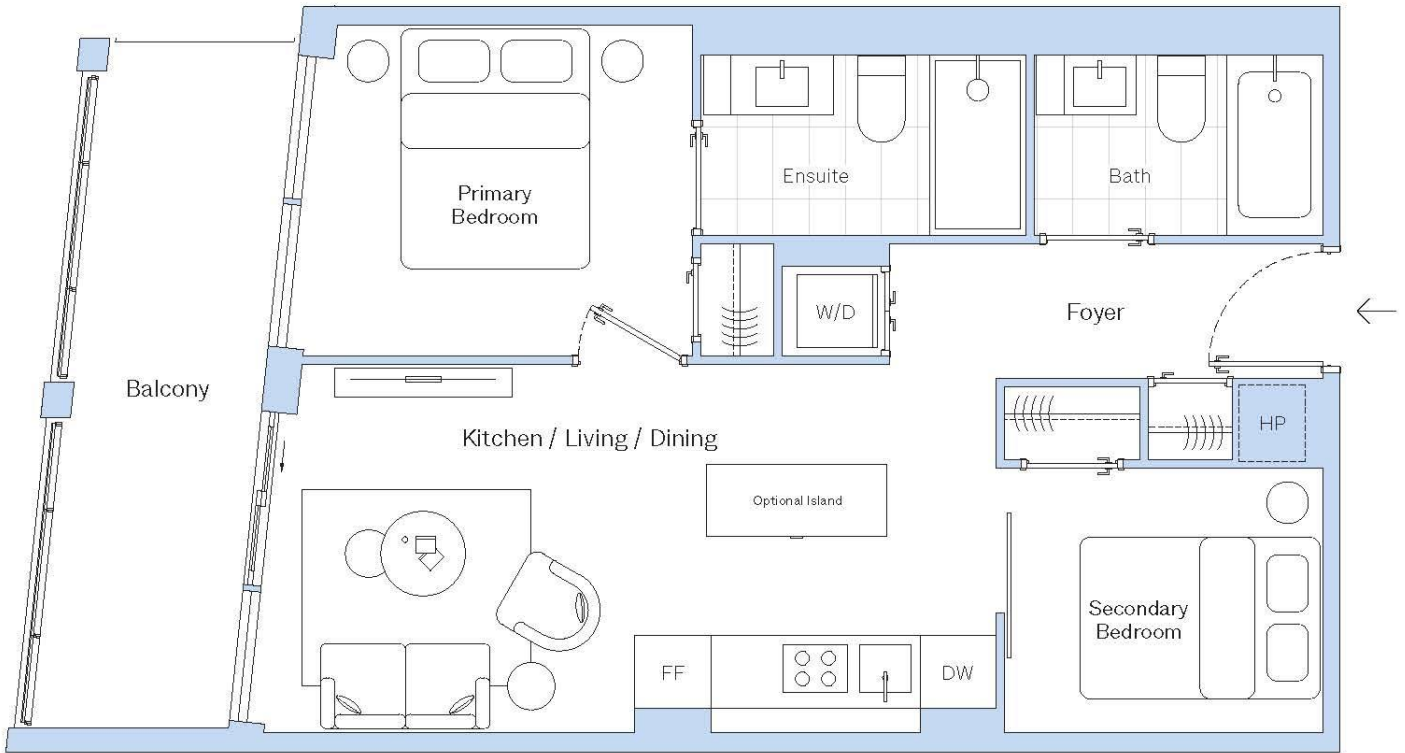 Primary
Bedroom
Ensuite
Bath
W/D
Foyer
Balcony
Kitchen / Living / Dining
HP
Optional Island
Secondary
Bedroom
FF
DW